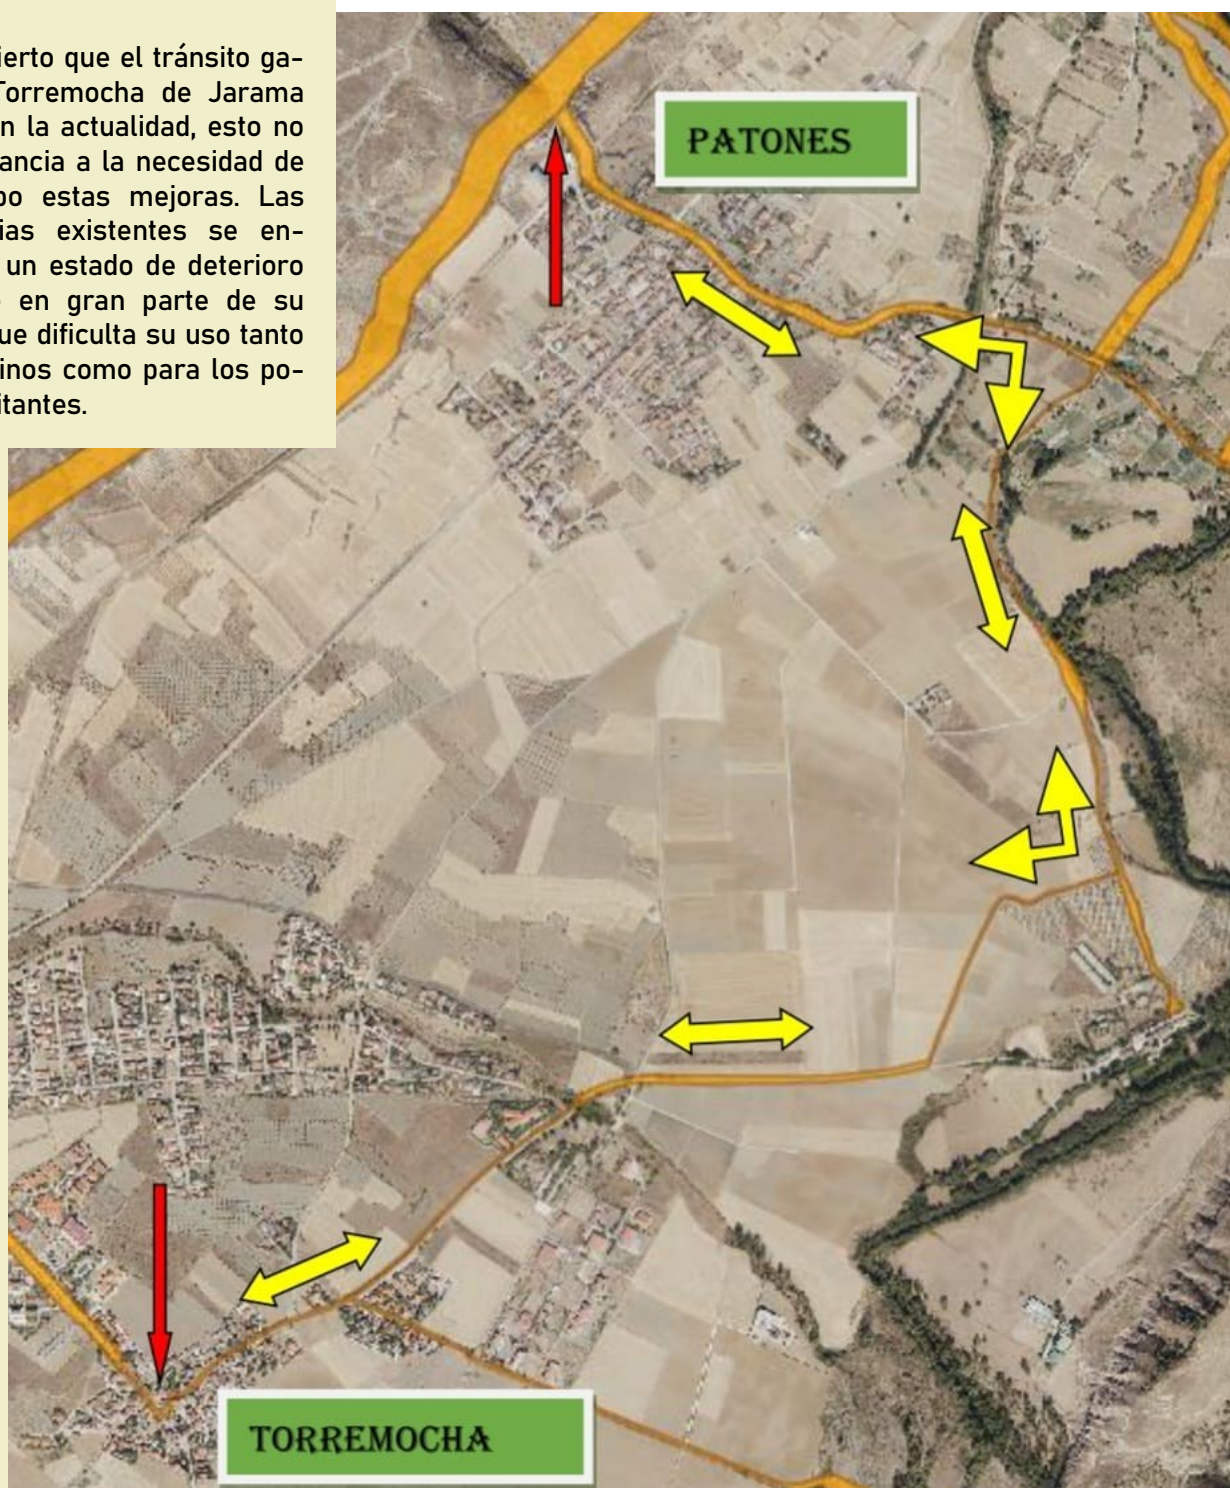 ierto que el tránsito ga-
Torremocha de Jarama
n la actualidad, esto no
ancia a la necesidad de
bo estas mejoras. Las
ias existentes se en-
un estado de deterioro
en gran parte de su
ue dificulta su uso tanto
inos como para los po-
itantes.
PATONES
TORREMOCHA